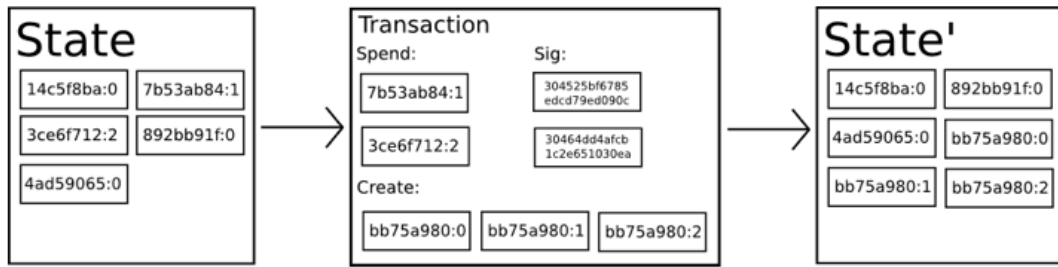 State
14c5f8ba:0 7b53ab84:1
3ce6f712:2 892bb91f:0
4ad59065:0
Transaction
Spend: Sig:
7b53ab84:1
304525bf6785
edcd79ed090c
3ce6f712:2
30464dd4afcb
1c2e651030ea
Create:
bb75a980:0 bb75a980:1 bb75a980:2
State'
14c5f8ba:0 892bb91f:0
4ad59065:0 bb75a980:0
bb75a980:1 bb75a980:2